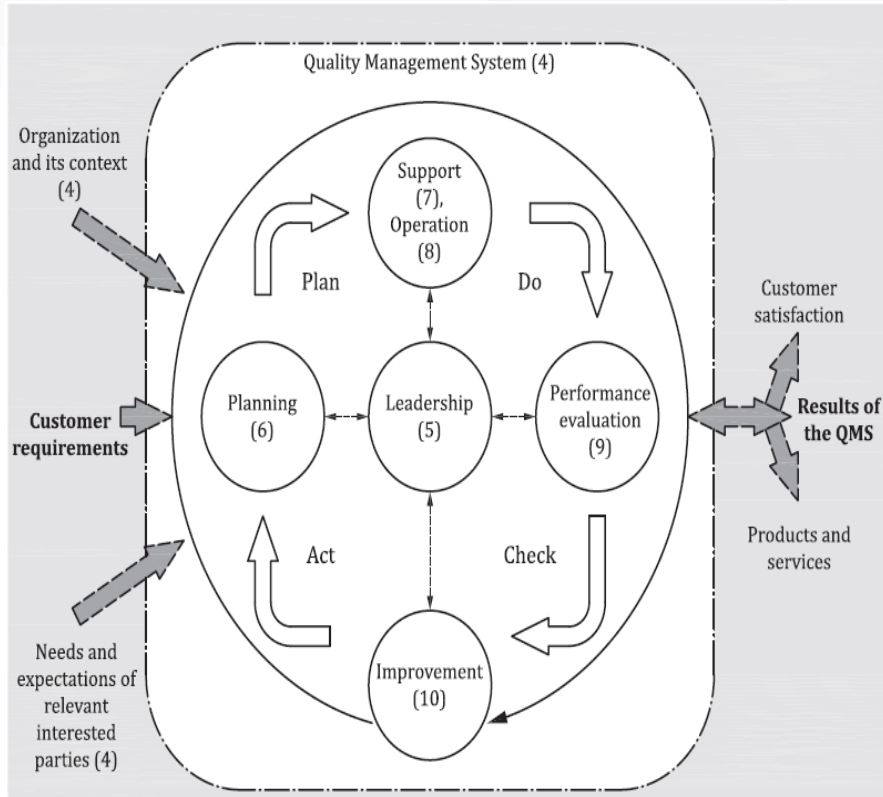 Quality Management System (4)
Organization
and its context
(4)
Support
(7),
Operation
(8)
Plan
Do
Customer
satisfaction
Planning
(6)
Leadership
(5)
Performance
evaluation
(9)
Customer
requirements
Results of
the QMS
Act
Check
Products and
services
Needs and
expectations of
relevant
interested
parties (4)
Improvement
(10)